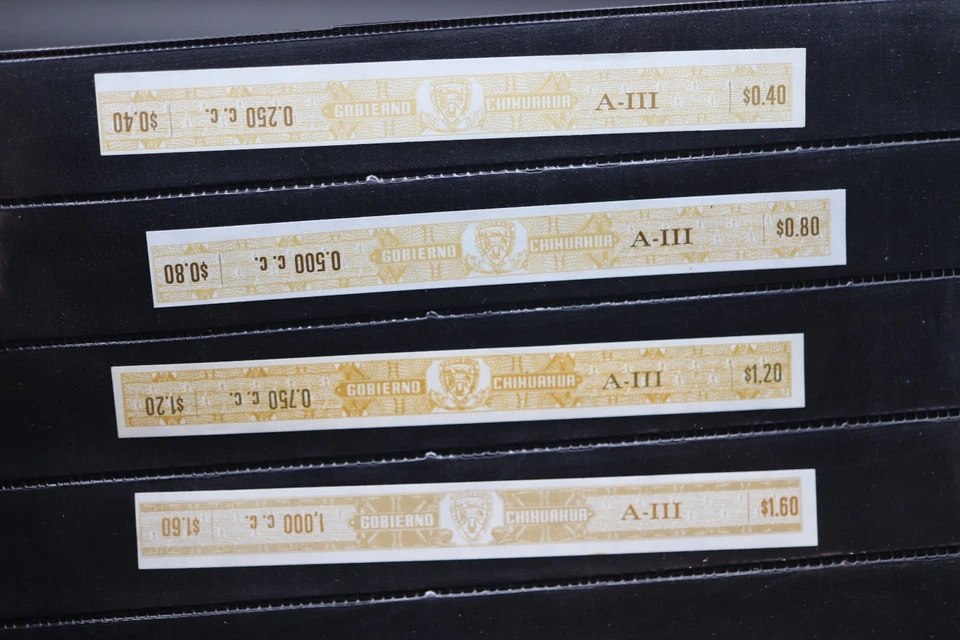 $0.40 0.250 c. c. GOBIERNO CHIHUAHUA A-III $0.40
$0.80 0.500 c. c. GOBIERNO CHIHUAHUA A-III $0.80
$1.20 0.750 c. c. GOBIERNO CHIHUAHUA A-III $1.20
$1.60 1,000 c. c. GOBIERNO CHIHUAHUA A-III $1.60